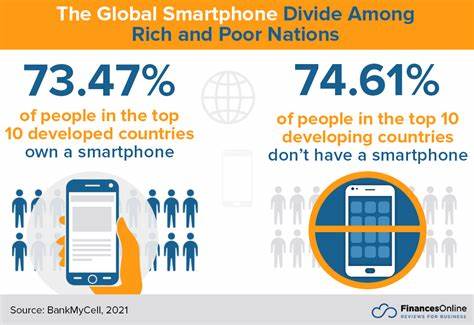 The Global Smartphone Divide Among
Rich and Poor Nations
73.47%
of people in the top
10 developed countries
own a smartphone
74.61%
of people in the top 10
developing countries
don't have a smartphone
Source: BankMyCell, 2021
FinancesOnline
REVIEWS FOR BUSINESS